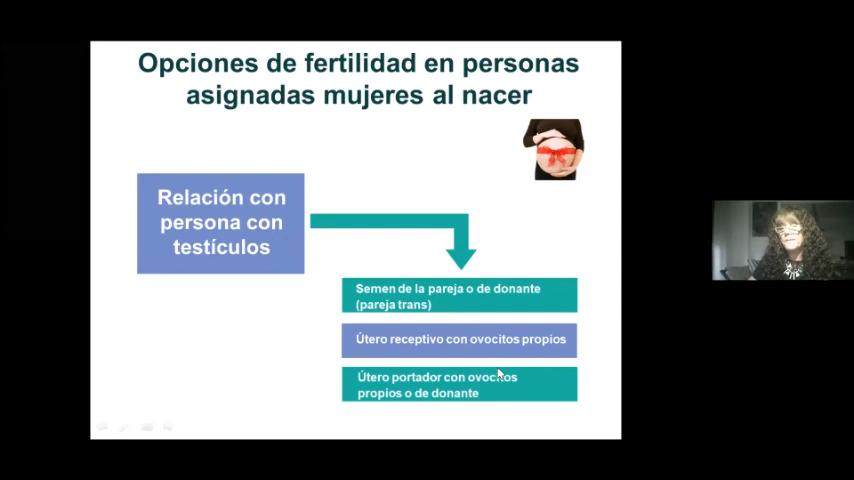 Opciones de fertilidad en personas
asignadas mujeres al nacer
Relación con
persona con
testículos
Semen de la pareja o de donante
(pareja trans)
Útero receptivo con ovocitos propios
Útero portador con ovocitos
propios o de donante